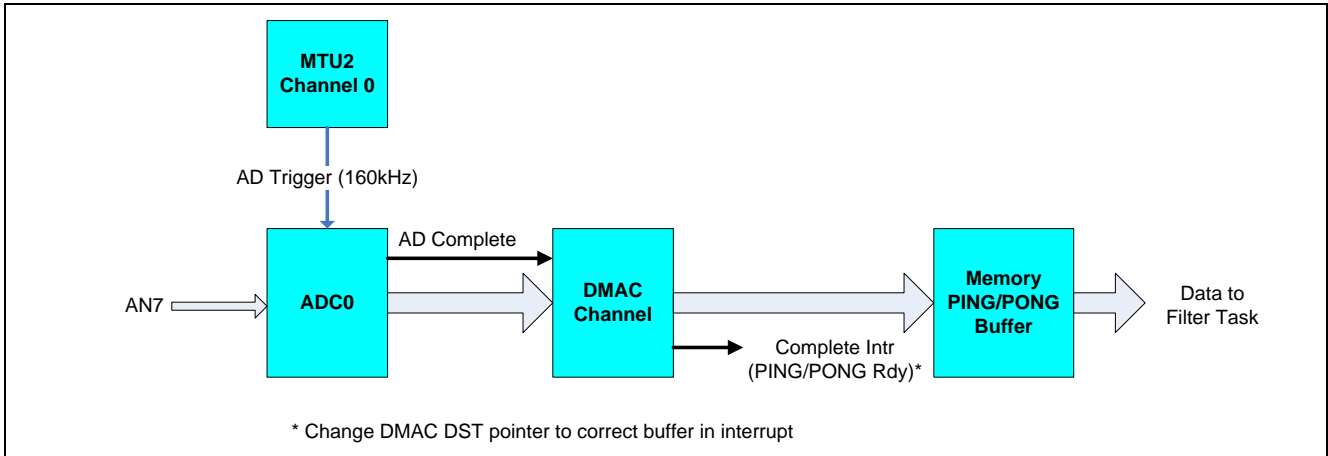 MTU2
Channel 0
AD Trigger (160kHz)
AD Complete
AN7
ADC0
DMAC
Channel
Memory
PING/PONG
Buffer
Data to
Filter Task
Complete Intr
(PING/PONG Rdy)*
* Change DMAC DST pointer to correct buffer in interrupt